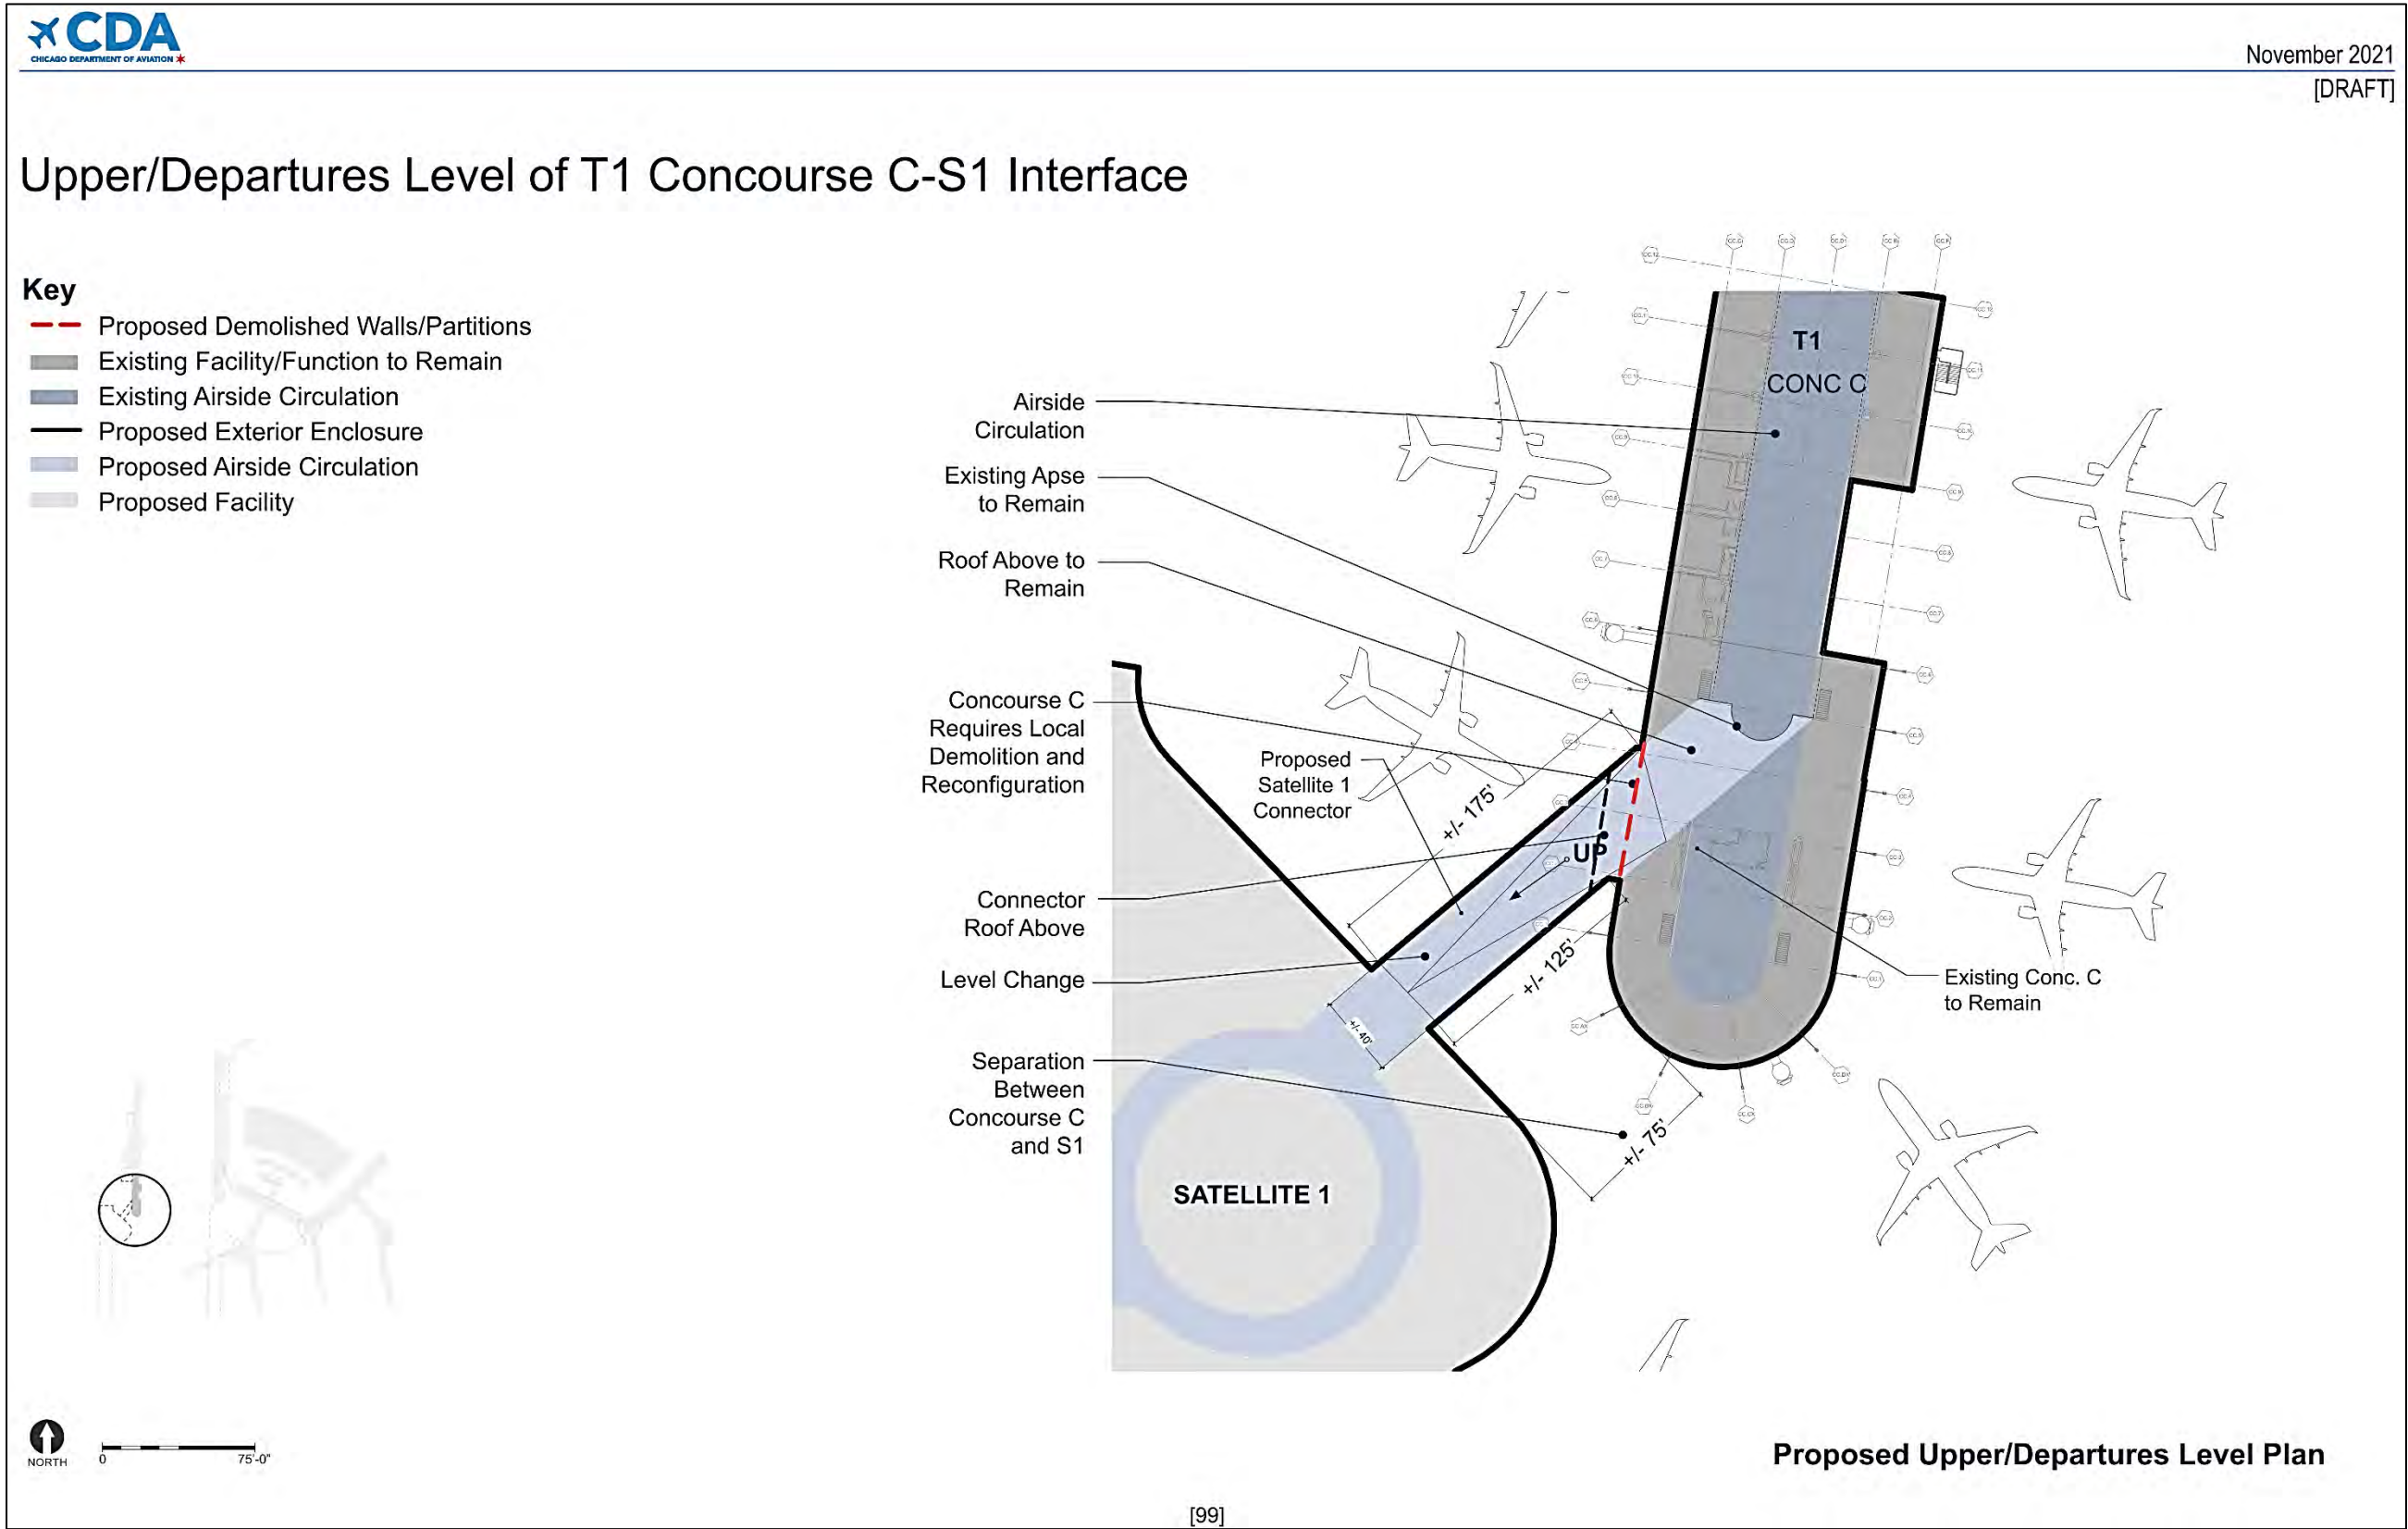 CDA
CHICAGO DEPARTMENT OF AVIATION
November 2021
[DRAFT]
Upper/Departures Level of T1 Concourse C-S1 Interface
Key
Proposed Demolished Walls/Partitions
Existing Facility/Function to Remain
Existing Airside Circulation
Proposed Exterior Enclosure
Proposed Airside Circulation
Proposed Facility
T1
CONC C
Airside
Circulation
Existing Apse
to Remain
Roof Above to
Remain
Concourse C
Requires Local
Demolition and
Reconfiguration
Proposed
Satellite 1
Connector
+/- 175'
UP
Connector
Roof Above
Level Change
+/- 125'
Existing Conc. C
to Remain
+/- 40'
Separation
Between
Concourse C
and S1
+/- 75'
SATELLITE 1
NORTH
0
75'-0"
Proposed Upper/Departures Level Plan
[99]